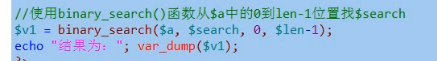 //使用binary_search()函数从$a中的0到len-1位置找$search
$v1 = binary_search($a, $search, 0, $len-1);
echo "结果为："; var_dump($v1);
?>